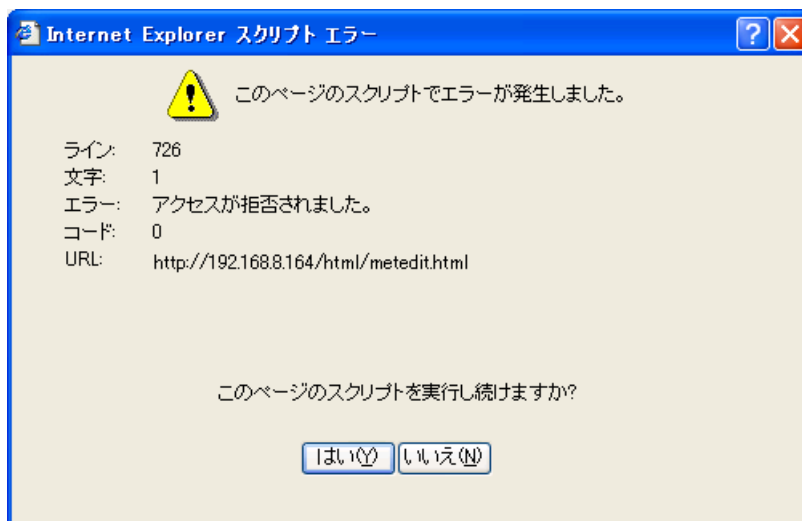 Internet Explorer スクリプト エラー
このページのスクリプトでエラーが発生しました。
ライン: 726
文字: 1
エラー: アクセスが拒否されました。
コード: 0
URL: http://192.168.8.164/html/metedit.html
このページのスクリプトを実行し続けますか?
はい(Y) いいえ(N)